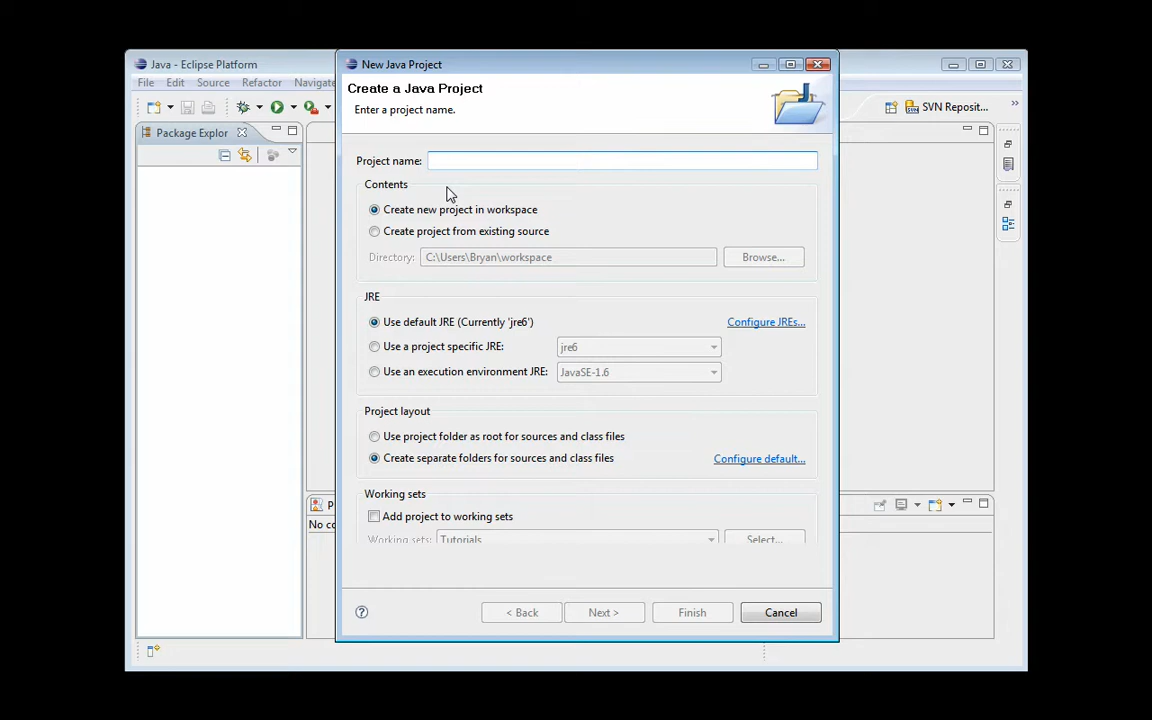 Java - Eclipse Platform
New Java Project
File Edit Source Refactor Navigate
Create a Java Project
Enter a project name.
SVN Reposit... »
Package Explor
Project name:
Contents
Create new project in workspace
Create project from existing source
Directory: C:\Users\Bryan\workspace Browse...
JRE
Use default JRE (Currently 'jre6') Configure JREs...
Use a project specific JRE: jre6
Use an execution environment JRE: JavaSE-1.6
Project layout
Use project folder as root for sources and class files
Create separate folders for sources and class files Configure default...
Working sets
P
No co
Add project to working sets
Working sets: Tutorials Select...
? < Back Next > Finish Cancel